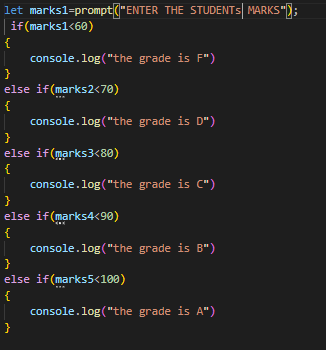 let marks1=prompt("ENTER THE STUDENTs MARKS");
if(marks1<60)
{
console.log("the grade is F")
}
else if(marks2<70)
{
console.log("the grade is D")
}
else if(marks3<80)
{
console.log("the grade is C")
}
else if(marks4<90)
{
console.log("the grade is B")
}
else if(marks5<100)
{
console.log("the grade is A")
}